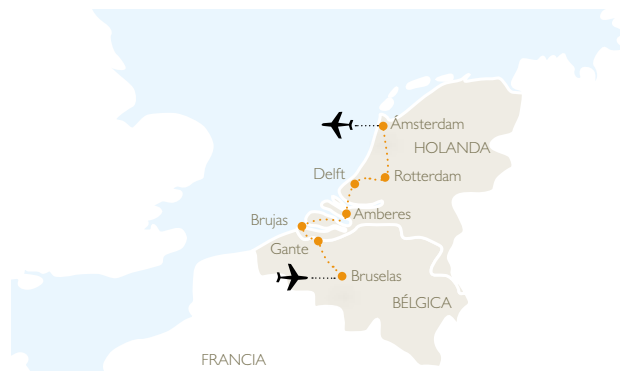 Ámsterdam
HOLANDA
Delft
Rotterdam
Amberes
Brujas
Gante
Bruselas
BÉLGICA
FRANCIA